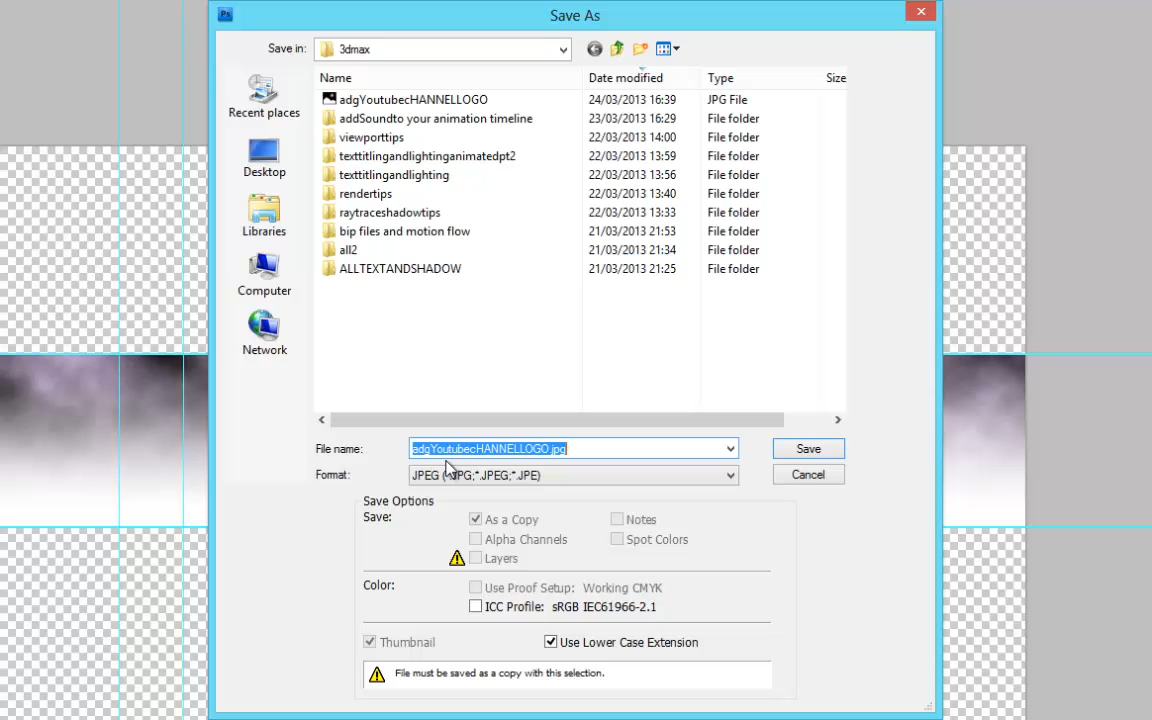 Ps
Save As
Save in: 3dmax
Name Date modified Type Size
adgYoutubecHANNELLOGO 24/03/2013 16:39 JPG File
addSoundto your animation timeline 23/03/2013 16:29 File folder
viewporttips 22/03/2013 14:00 File folder
texttitlingandlightinganimatedpt2 22/03/2013 13:59 File folder
texttitlingandlighting 22/03/2013 13:56 File folder
rendertips 22/03/2013 13:40 File folder
raytraceshadowtips 22/03/2013 13:33 File folder
bip files and motion flow 21/03/2013 21:53 File folder
all2 21/03/2013 21:34 File folder
ALLTEXTANDSHADOW 21/03/2013 21:25 File folder
Recent places
Desktop
Libraries
Computer
Network
File name: adgYoutubecHANNELLOGO.jpg Save
Format: JPEG (*.JPG;*.JPEG;*.JPE) Cancel
Save Options
Save: As a Copy Notes
Alpha Channels Spot Colors
Layers
Color: Use Proof Setup: Working CMYK
ICC Profile: sRGB IEC61966-2.1
Thumbnail Use Lower Case Extension
File must be saved as a copy with this selection.